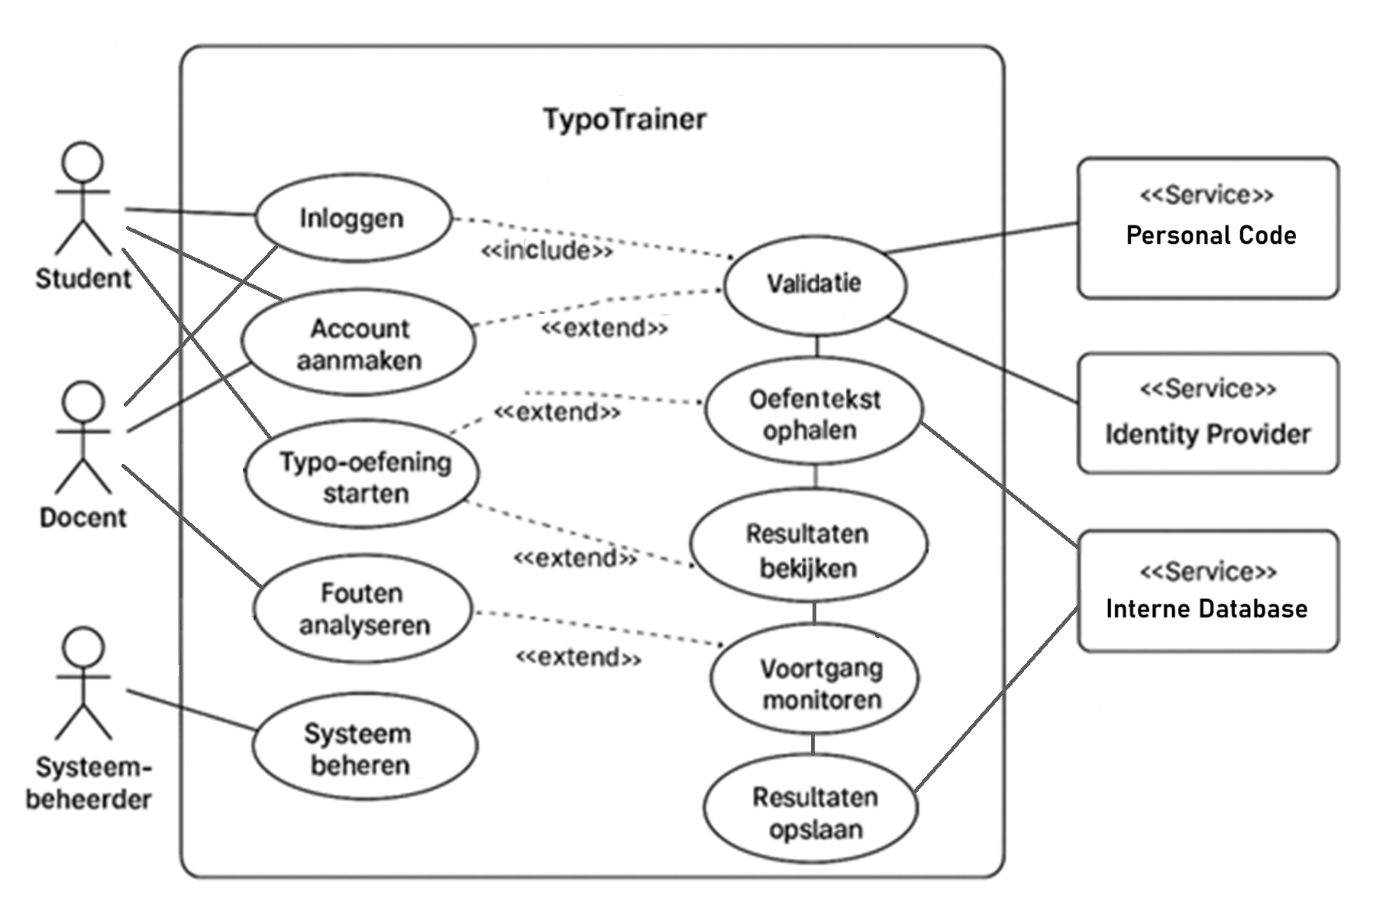 TypoTrainer
Student
Docent
Systeem-
beheerder
Inloggen
Account
aanmaken
Typo-oefening
starten
Fouten
analyseren
Systeem
beheren
<<include>>
<<extend>>
<<extend>>
<<extend>>
<<extend>>
Validatie
Oefentekst
ophalen
Resultaten
bekijken
Voortgang
monitoren
Resultaten
opslaan
<<Service>>
Personal Code
<<Service>>
Identity Provider
<<Service>>
Interne Database